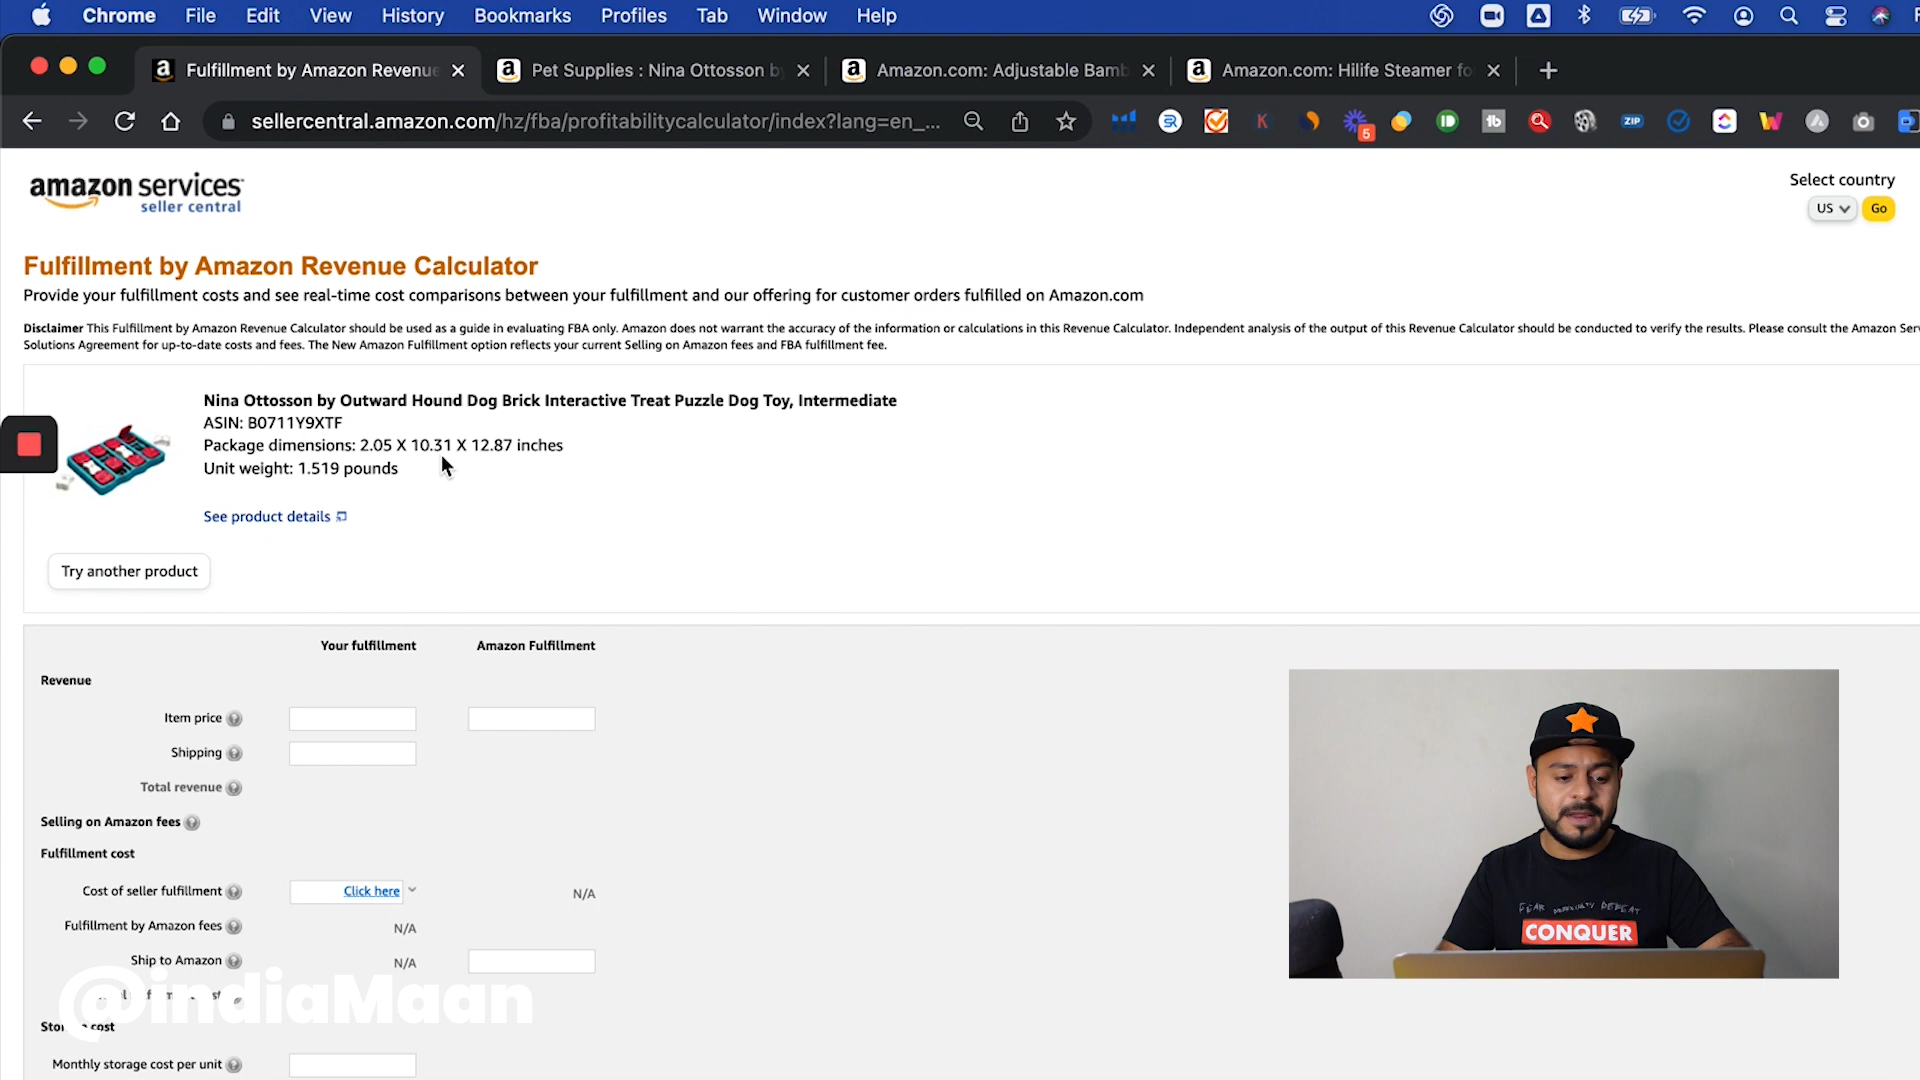 Chrome File Edit View History Bookmarks Profiles Tab Window Help
Fulfillment by Amazon Revenue
Pet Supplies : Nina Ottosson by
Amazon.com: Adjustable Bamb
Amazon.com: Hilife Steamer fo
sellercentral.amazon.com/hz/fba/profitabilitycalculator/index?lang=en_...
5
ZIP
amazon services
seller central
Select country
US
Go
Fulfillment by Amazon Revenue Calculator
Provide your fulfillment costs and see real-time cost comparisons between your fulfillment and our offering for customer orders fulfilled on Amazon.com
Disclaimer This Fulfillment by Amazon Revenue Calculator should be used as a guide in evaluating FBA only. Amazon does not warrant the accuracy of the information or calculations in this Revenue Calculator. Independent analysis of the output of this Revenue Calculator should be conducted to verify the results. Please consult the Amazon Ser
Solutions Agreement for up-to-date costs and fees. The New Amazon Fulfillment option reflects your current Selling on Amazon fees and FBA fulfillment fee.
Nina Ottosson by Outward Hound Dog Brick Interactive Treat Puzzle Dog Toy, Intermediate
ASIN: B0711Y9XTF
Package dimensions: 2.05 X 10.31 X 12.87 inches
Unit weight: 1.519 pounds
See product details
Try another product
Your fulfillment Amazon Fulfillment
Revenue
Item price
Shipping
Total revenue
Selling on Amazon fees
Fulfillment cost
Cost of seller fulfillment Click here N/A
Fulfillment by Amazon fees N/A
Ship to Amazon N/A
@indiaMaan
cost
Monthly storage cost per unit
FEAR DEFEAT
CONQUER